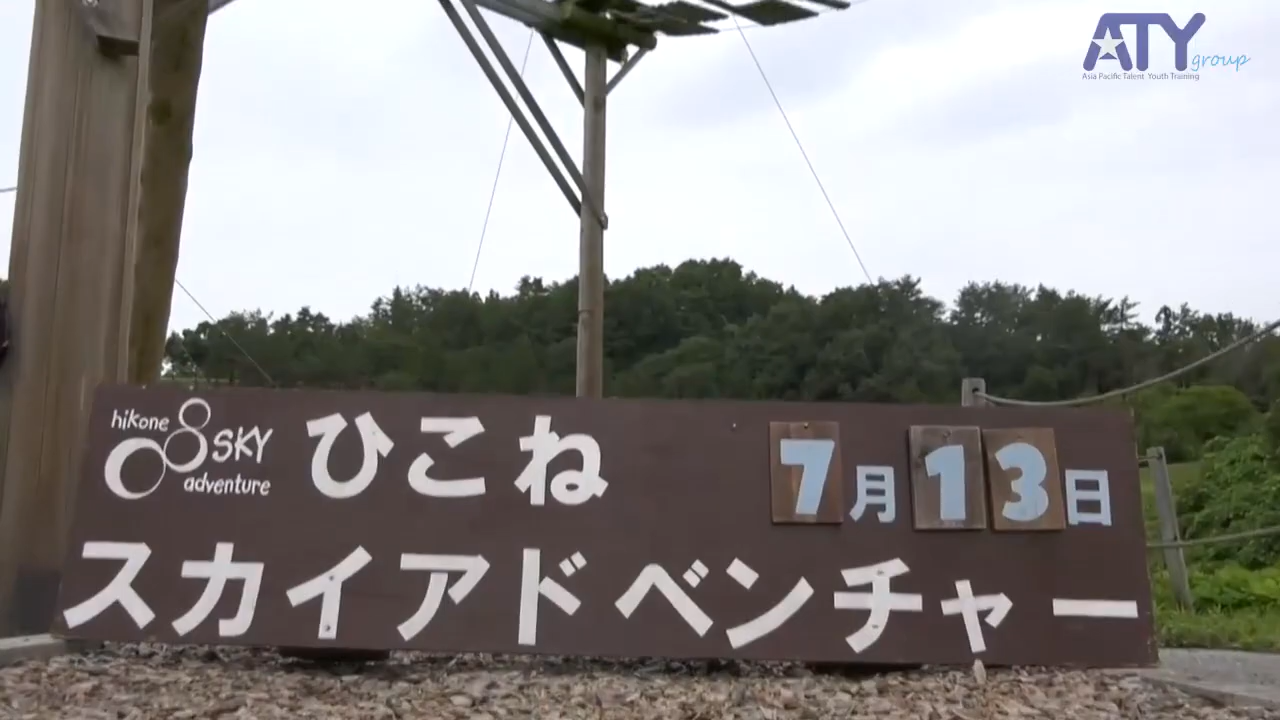 ATY group
Asia Pacific Talent Youth Training
hikone SKY adventure
ひこね
7月13日
スカイアドベンチャー